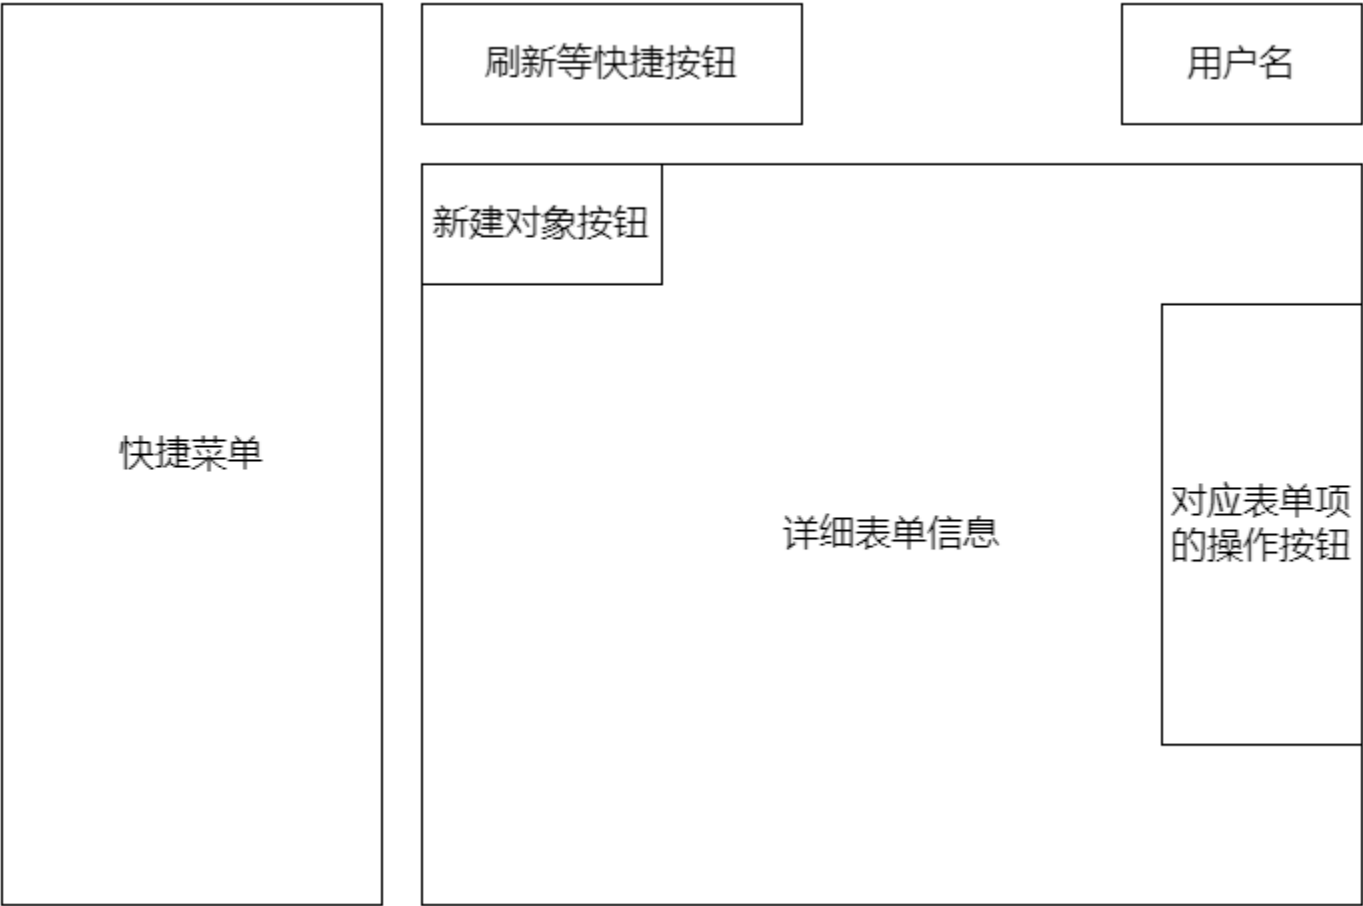 刷新等快捷按钮
用户名
新建对象按钮
快捷菜单
详细表单信息
对应表单项
的操作按钮